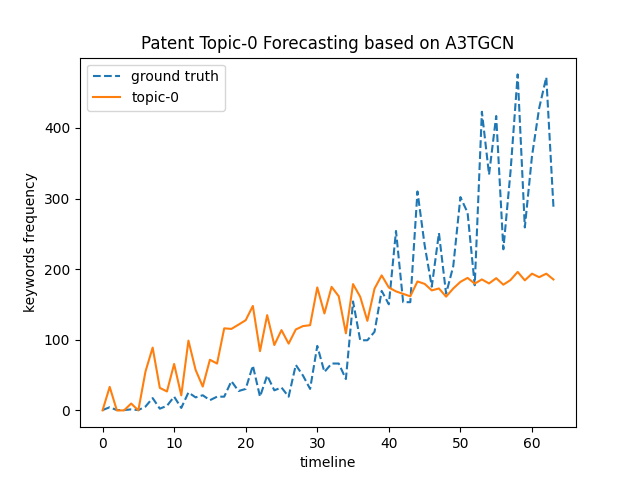 Patent Topic-0 Forecasting based on A3TGCN
ground truth
topic-0
keywords frequency
400
300
200
100
0
0 10 20 30 40 50 60
timeline